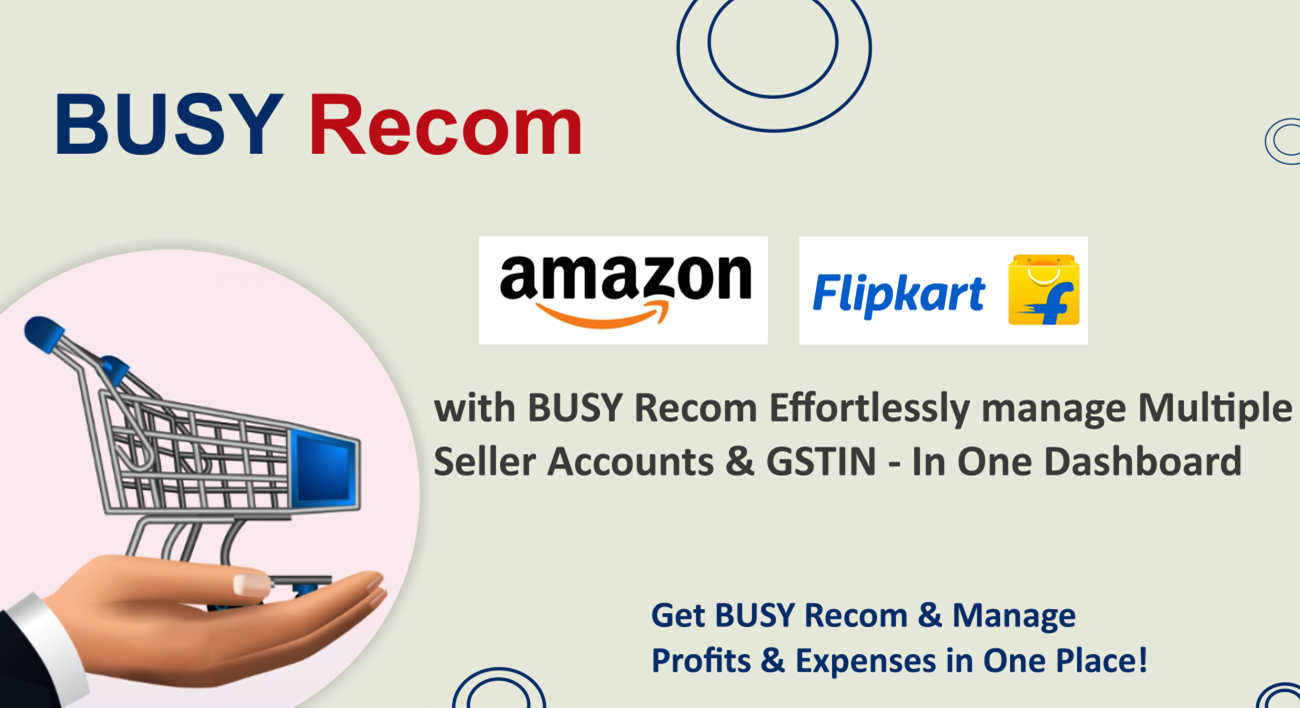 BUSY Recom
amazon
Flipkart
with BUSY Recom Effortlessly manage Multiple
Seller Accounts & GSTIN - In One Dashboard
Get BUSY Recom & Manage
Profits & Expenses in One Place!